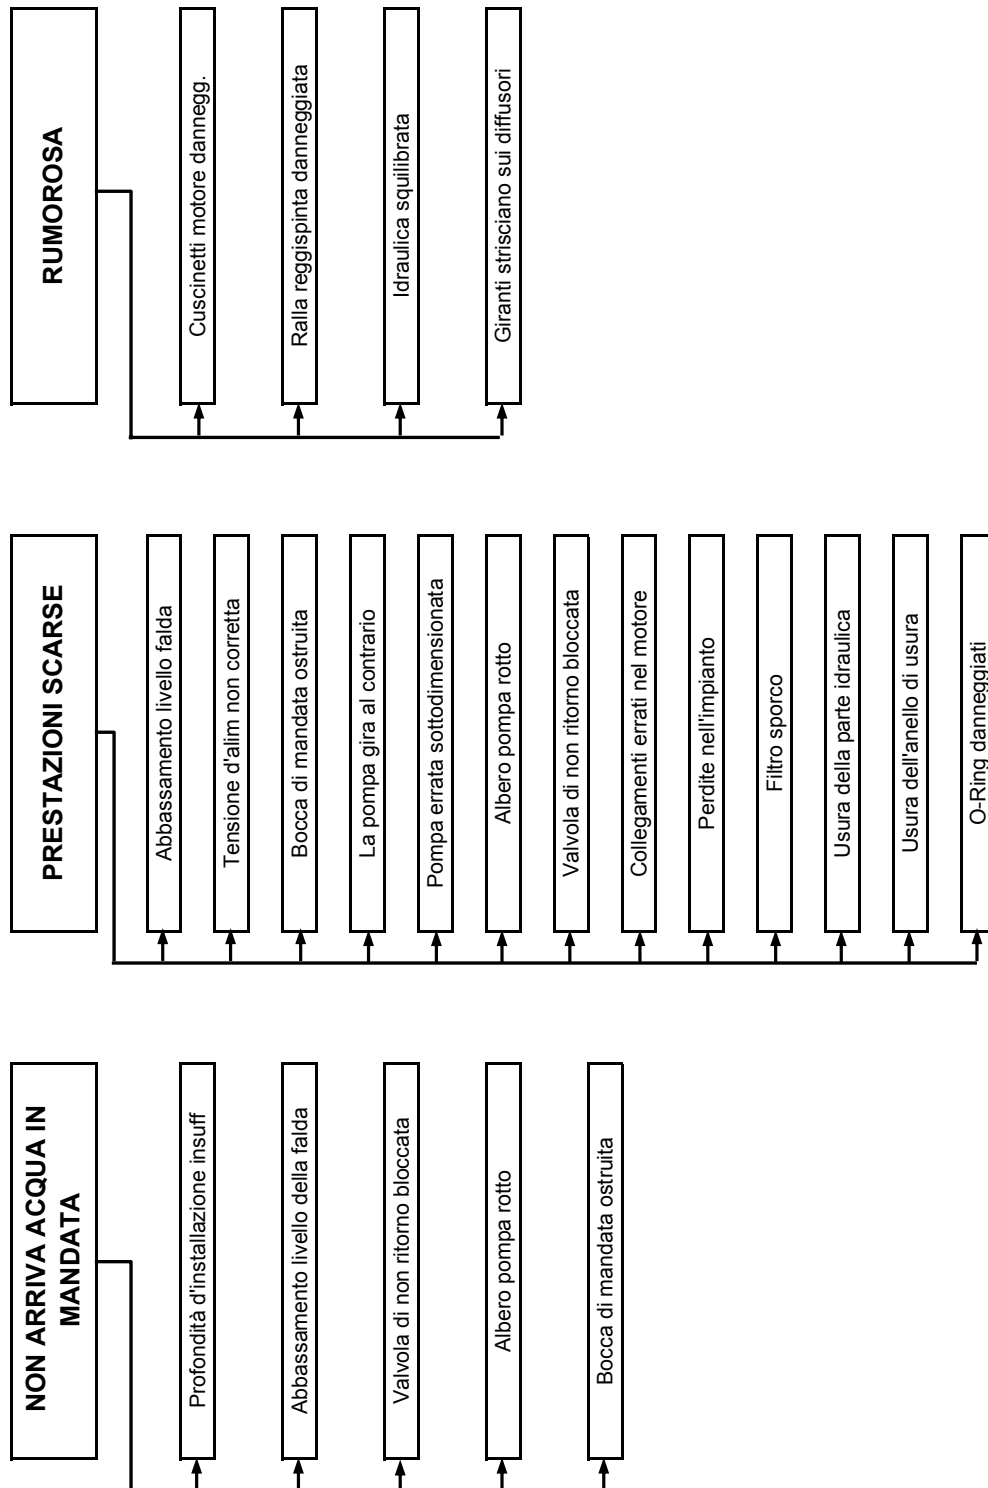 NON ARRIVA ACQUA IN
MANDATA
Profondità d'installazione insuff
Abbassamento livello della falda
Valvola di non ritorno bloccata
Albero pompa rotto
Bocca di mandata ostruita
PRESTAZIONI SCARSE
Abbassamento livello falda
Tensione d'alim non corretta
Bocca di mandata ostruita
La pompa gira al contrario
Pompa errata sottodimensionata
Albero pompa rotto
Valvola di non ritorno bloccata
Collegamenti errati nel motore
Perdite nell'impianto
Filtro sporco
Usura della parte idraulica
Usura dell'anello di usura
O-Ring danneggiati
RUMOROSA
Cuscinetti motore dannegg.
Ralla reggispinta danneggiata
Idraulica squilibrata
Giranti strisciano sui diffusori